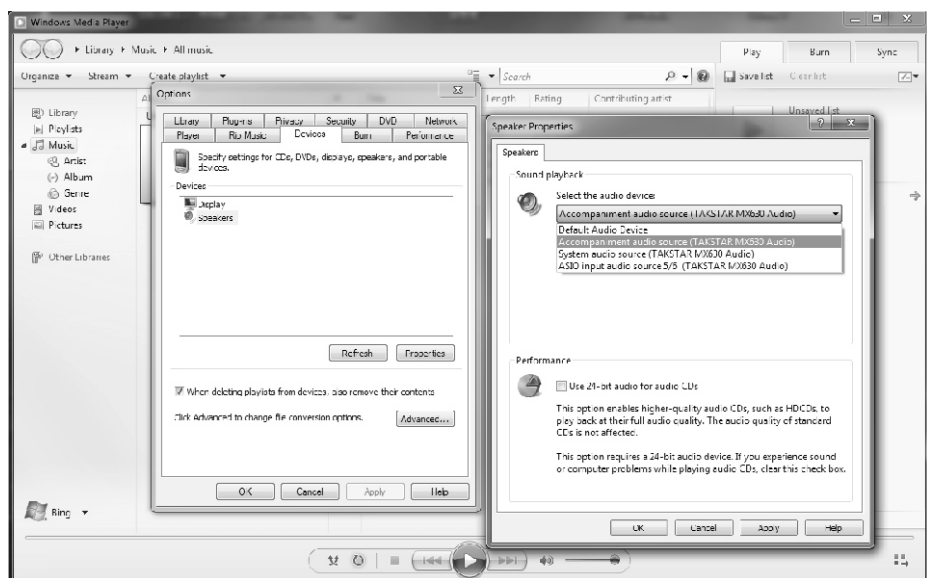 Windows Media Player
Library Music All music
Play Burn Sync
Organize Stream Create playlist Search Save list Clear list
Length Rating Contributing artist
Unsaved list
Library
Playlists
Music
Artist
Album
Genre
Videos
Pictures
Other Libraries
Bing
Options
Library Plug-ins Privacy Security DVD Network
Player Rip Music Devices Burn Performance
Specify settings for CDs, DVDs, displays, speakers, and portable
devices.
Devices
Display
Speakers
Refresh Properties
When deleting playlists from devices, also remove their contents
Click Advanced to change file conversion options.
Advanced...
OK Cancel Apply Help
Speaker Properties
Speakers
Sound playback
Select the audio device:
Accompaniment audio source (TAKSTAR MX630 Audio)
Default Audio Device
Accompaniment audio source (TAKSTAR MX630 Audio)
System audio source (TAKSTAR MX630 Audio)
ASIO input audio source 5/6 (TAKSTAR MX630 Audio)
Performance
Use 24-bit audio for audio CDs
This option enables higher-quality audio CDs, such as HDCDs, to
play back at their full audio quality. The audio quality of standard
CDs is not affected.
This option requires a 24-bit audio device. If you experience sound
or computer problems while playing audio CDs, clear this check box.
OK Cancel Apply Help